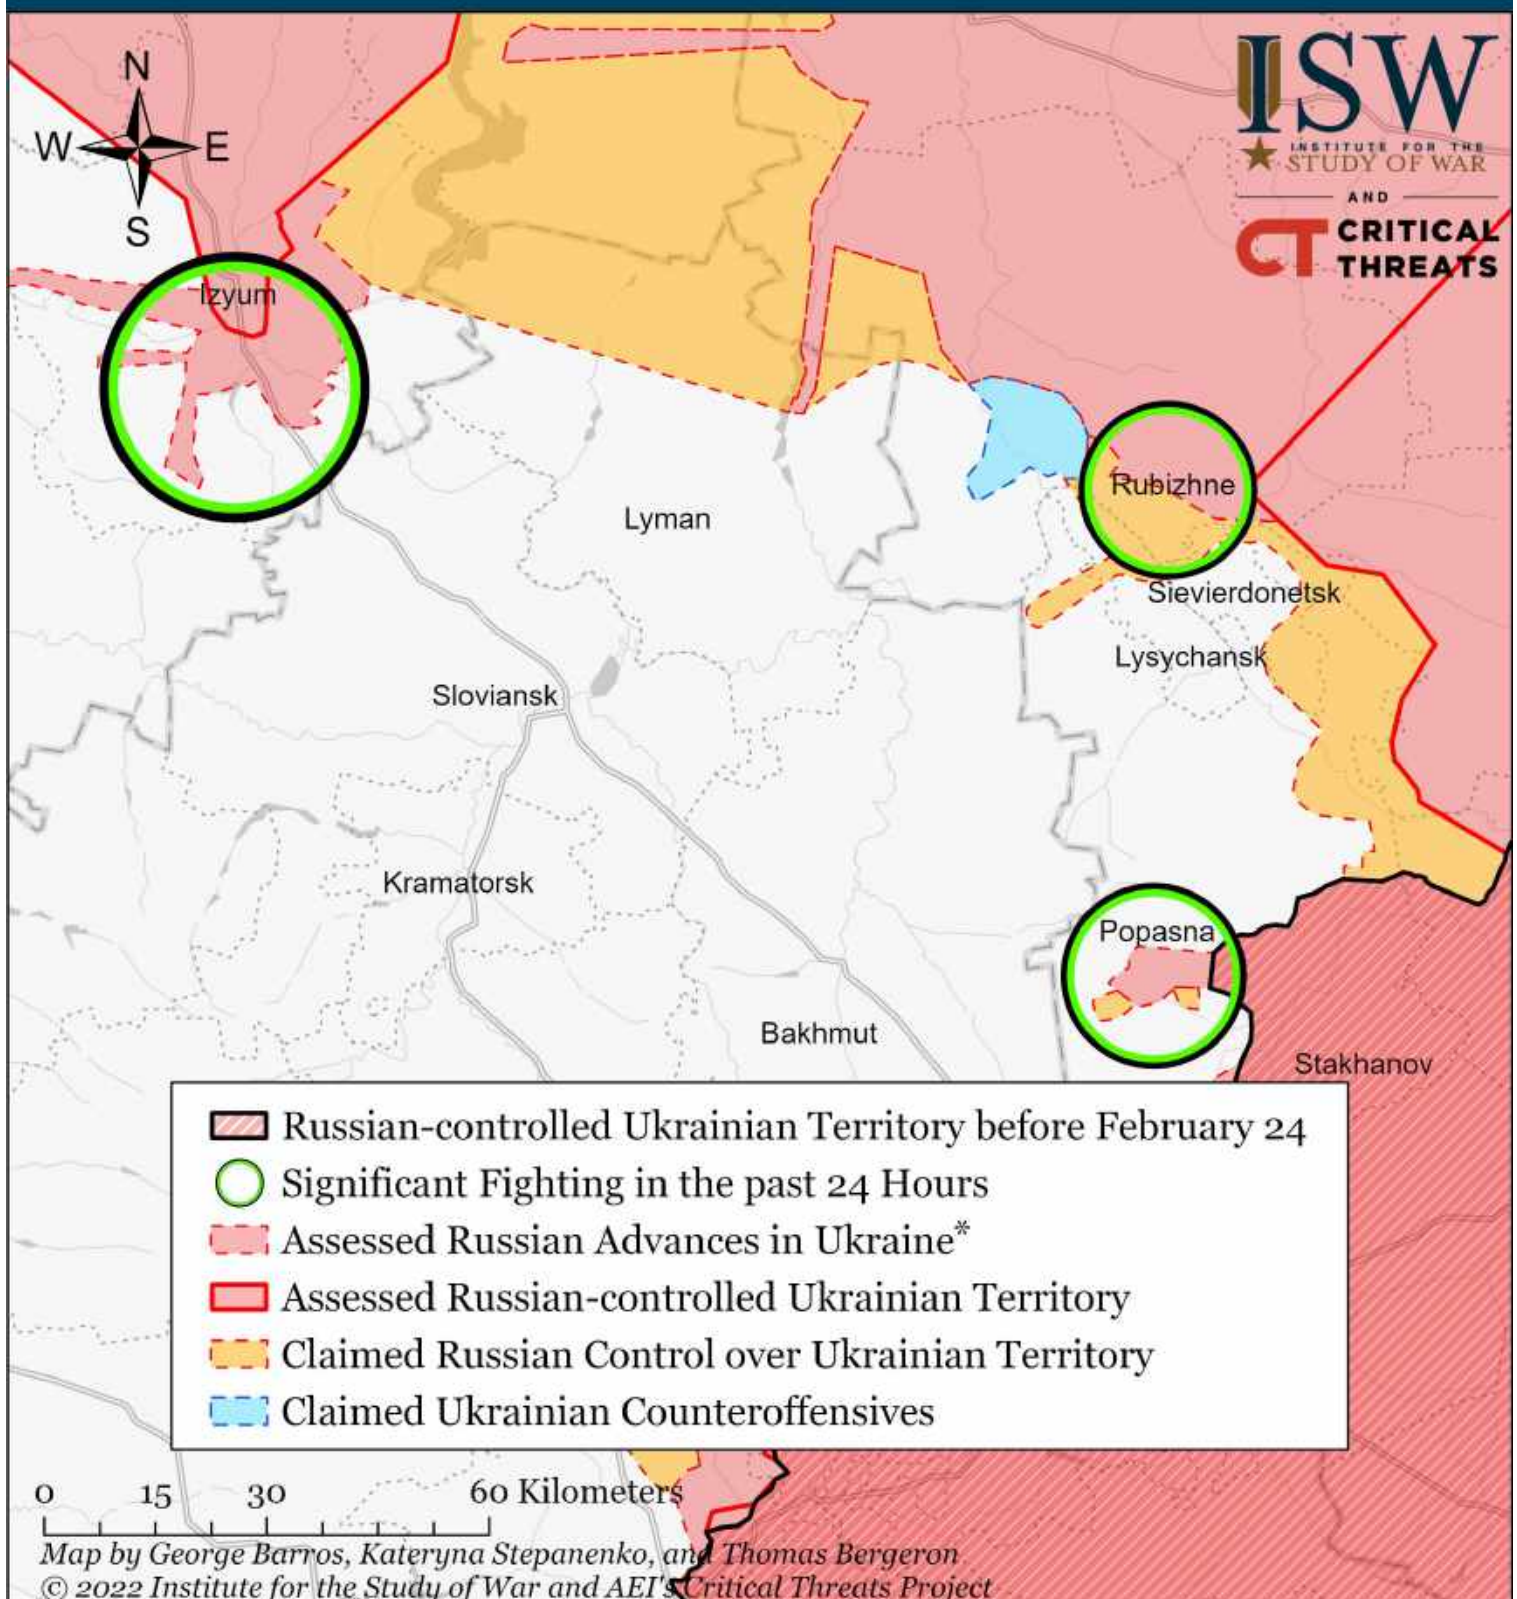 N
W E
S
ISW
INSTITUTE FOR THE
STUDY OF WAR
AND
CT CRITICAL
THREATS
Izyum
Rubizhne
Lyman
Sievierdonetsk
Lysychansk
Sloviansk
Kramatorsk
Popasna
Bakhmut
Stakhanov
Russian-controlled Ukrainian Territory before February 24
Significant Fighting in the past 24 Hours
Assessed Russian Advances in Ukraine*
Assessed Russian-controlled Ukrainian Territory
Claimed Russian Control over Ukrainian Territory
Claimed Ukrainian Counteroffensives
0 15 30 60 Kilometers
Map by George Barros, Kateryna Stepanenko, and Thomas Bergeron
© 2022 Institute for the Study of War and AEI's Critical Threats Project